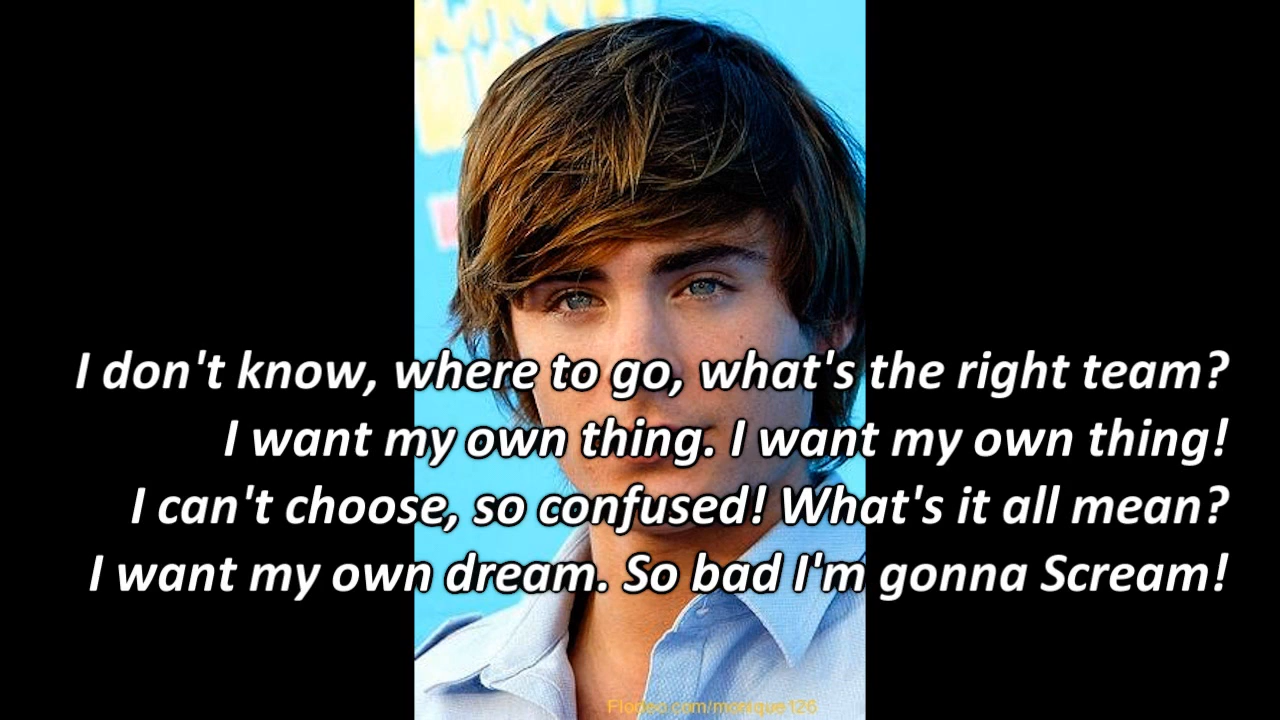 I don't know, where to go, what's the right team?
I want my own thing. I want my own thing!
I can't choose, so confused! What's it all mean?
I want my own dream. So bad I'm gonna Scream!